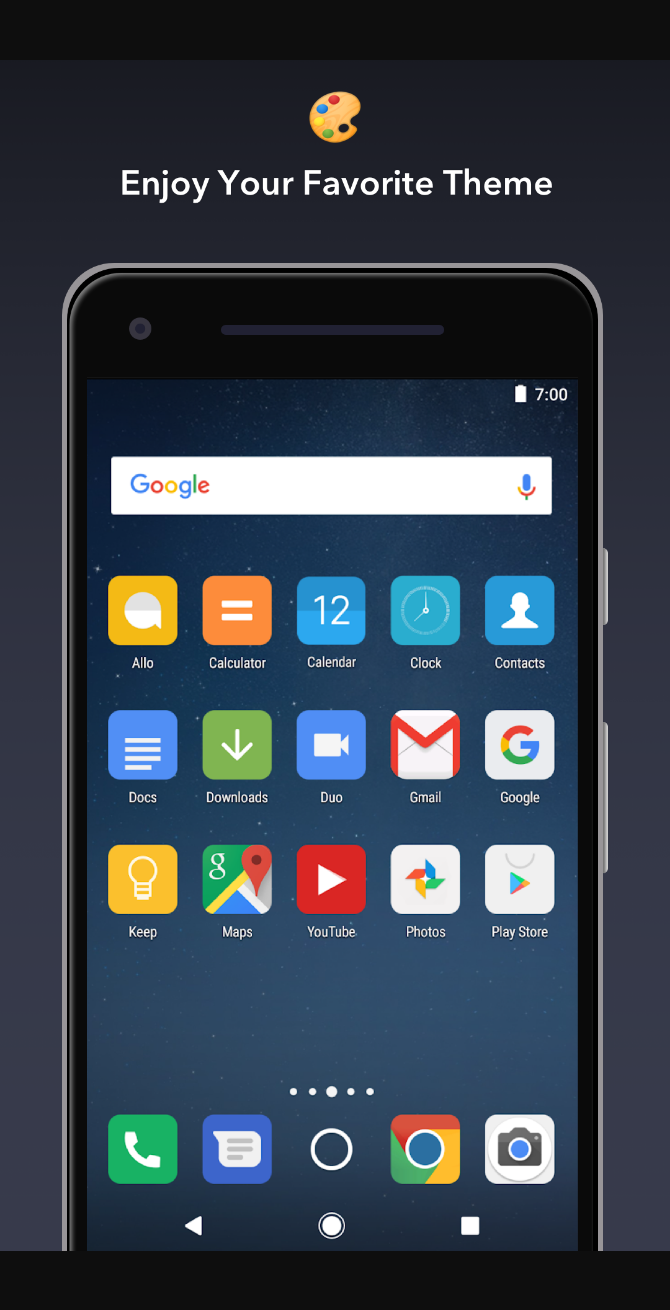 Enjoy Your Favorite Theme
7:00
Google
12
Allo Calculator Calendar Clock Contacts
G
Docs Downloads Duo Gmail Google
g
Keep Maps YouTube Photos Play Store